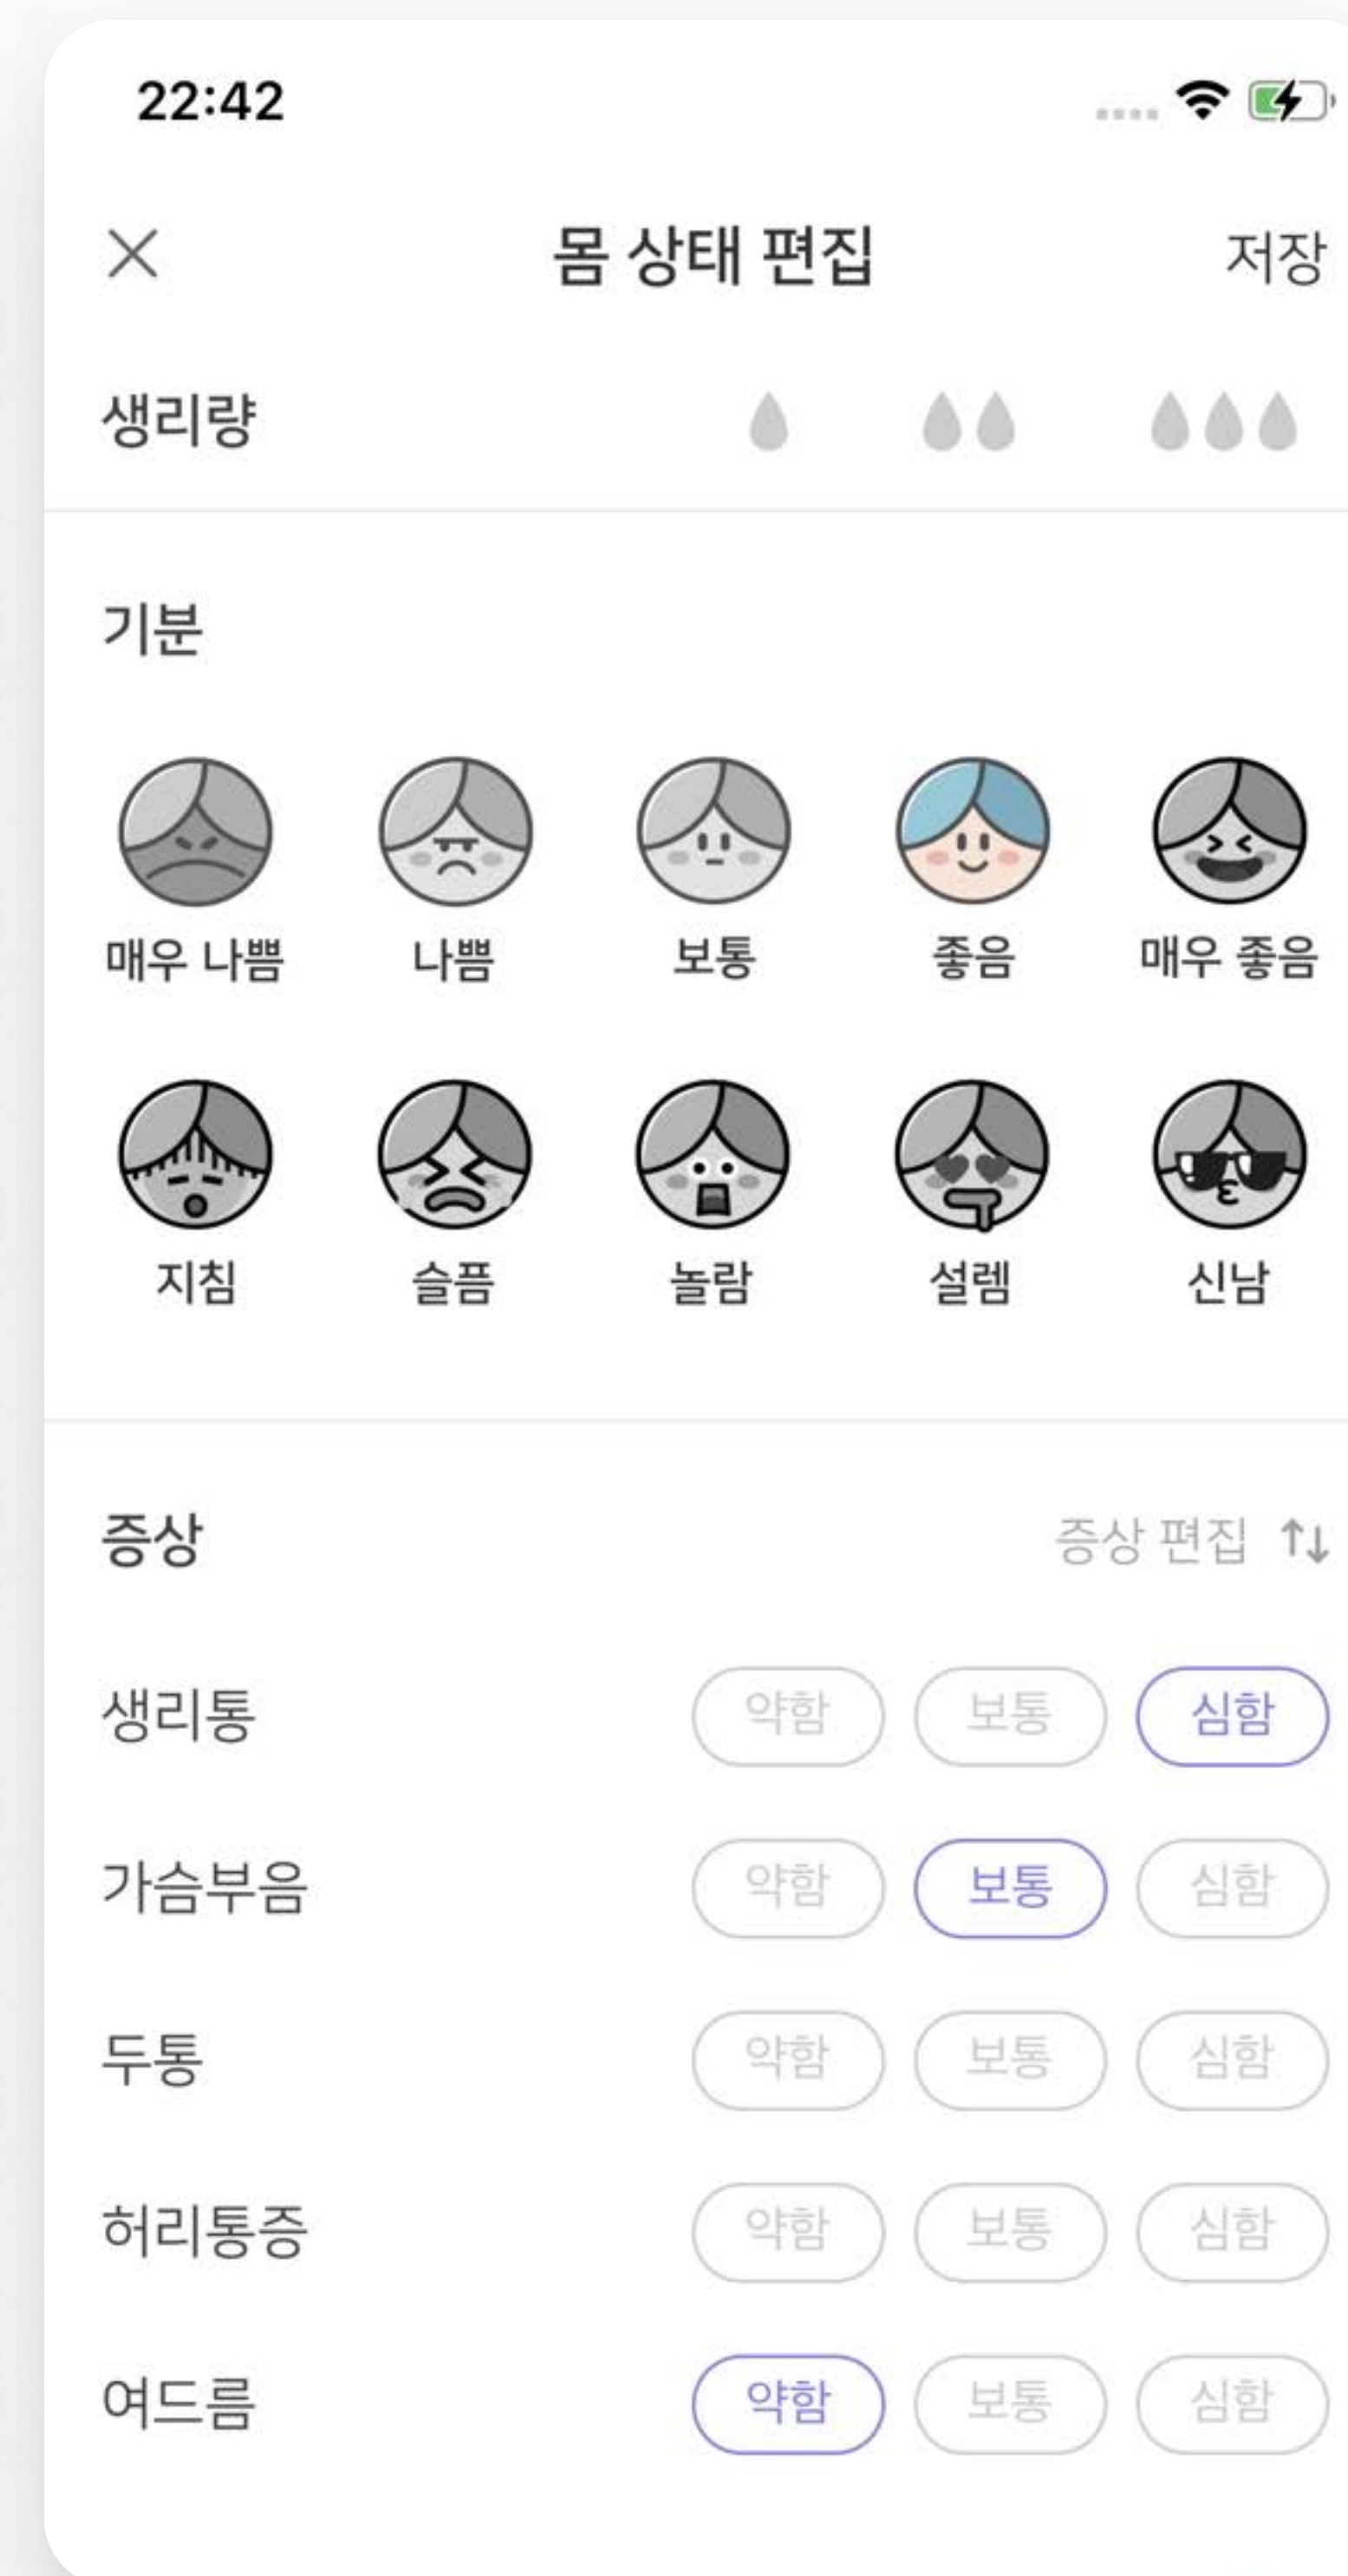 22:42
몸 상태 편집 저장
생리량
기분
매우 나쁨 나쁨 보통 좋음 매우 좋음
지침 슬픔 놀람 설렘 신남
증상 증상 편집
생리통 약함 보통 심함
가슴부음 약함 보통 심함
두통 약함 보통 심함
허리통증 약함 보통 심함
여드름 약함 보통 심함